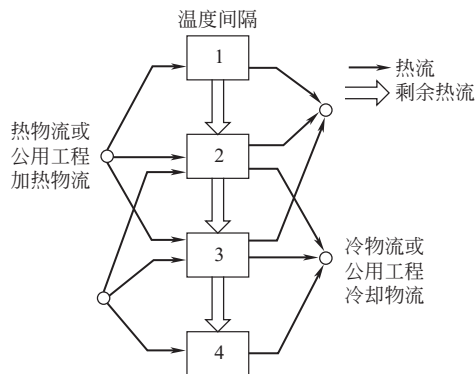 温度间隔
1
热流
剩余热流
热物流或
公用工程
加热物流
2
3
冷物流或
公用工程
冷却物流
4